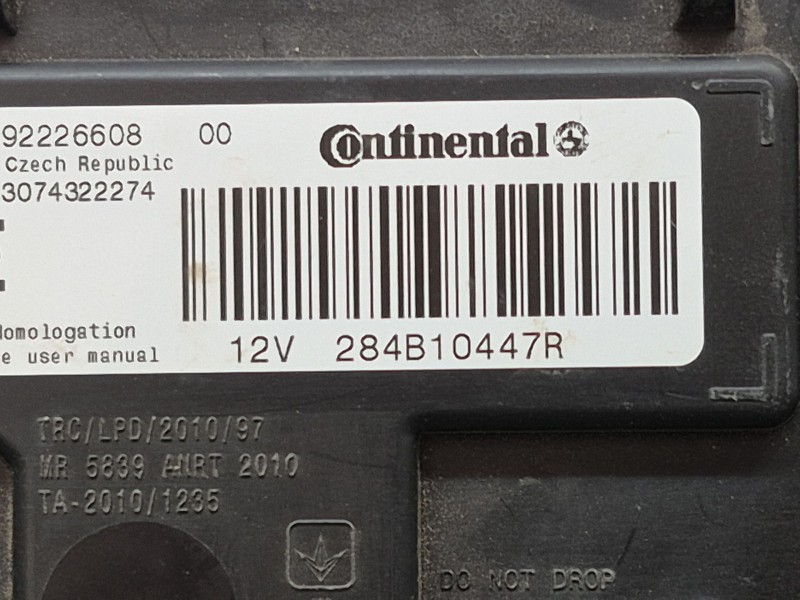 92226608 00
Continental
Czech Republic
3074322274
Homologation
e user manual
12V 284B10447R
TRC/LPD/2010/97
MR 5839 ANRT 2010
TA-2010/1235
DO NOT DROP